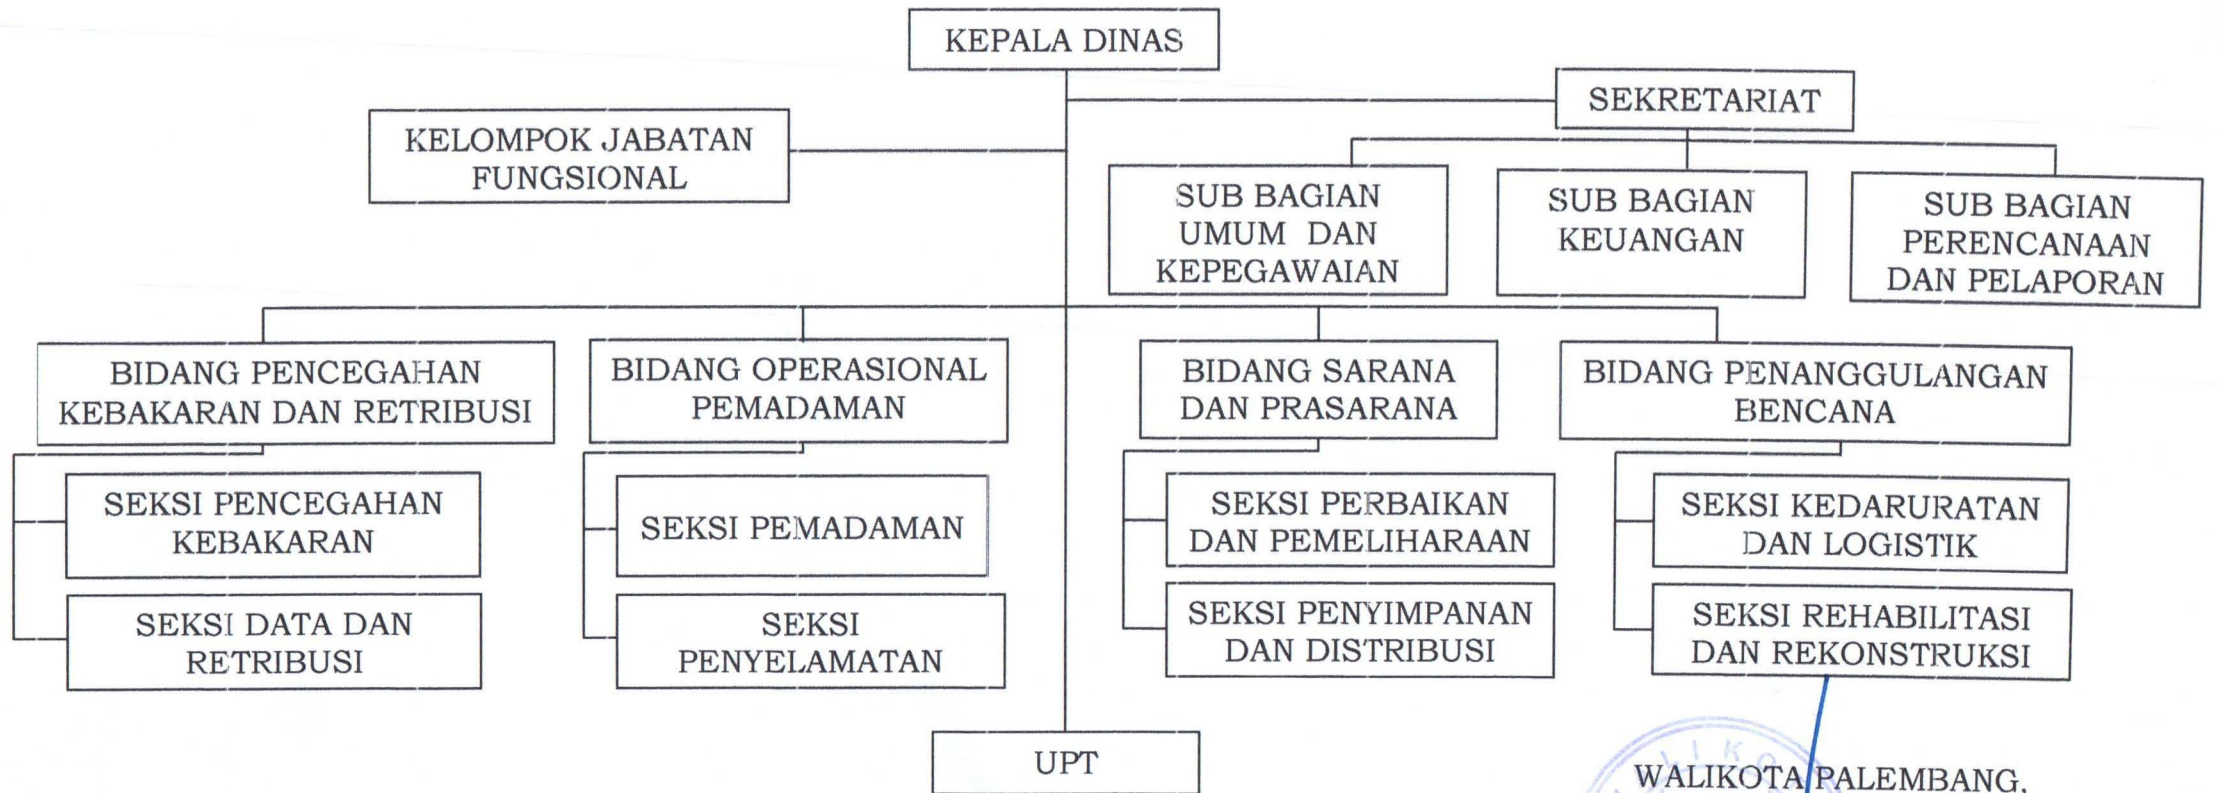 KEPALA DINAS
SEKRETARIAT
KELOMPOK JABATAN
FUNGSIONAL
SUB BAGIAN
UMUM DAN
KEPEGAWAIAN
SUB BAGIAN
KEUANGAN
SUB BAGIAN
PERENCANAAN
DAN PELAPORAN
BIDANG PENCEGAHAN
KEBAKARAN DAN RETRIBUSI
BIDANG OPERASIONAL
PEMADAMAN
BIDANG SARANA
DAN PRASARANA
BIDANG PENANGGULANGAN
BENCANA
SEKSI PENCEGAHAN
KEBAKARAN
SEKSI PEMADAMAN
SEKSI PERBAIKAN
DAN PEMELIHARAAN
SEKSI KEDARURATAN
DAN LOGISTIK
SEKSI DATA DAN
RETRIBUSI
SEKSI
PENYELAMATAN
SEKSI PENYIMPANAN
DAN DISTRIBUSI
SEKSI REHABILITASI
DAN REKONSTRUKSI
UPT
WALIKOTA PALEMBANG,